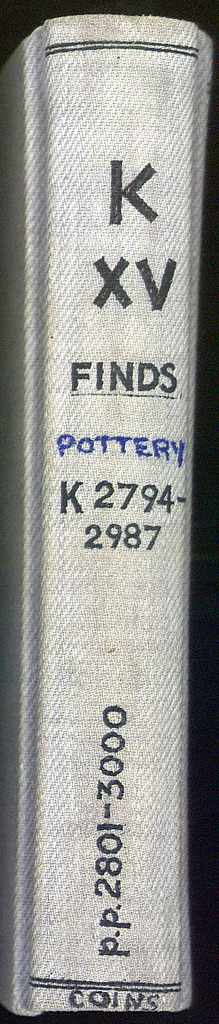 K
XV
FINDS
POTTERY
K 2794-
2987
p.p. 2801-3000
COINS